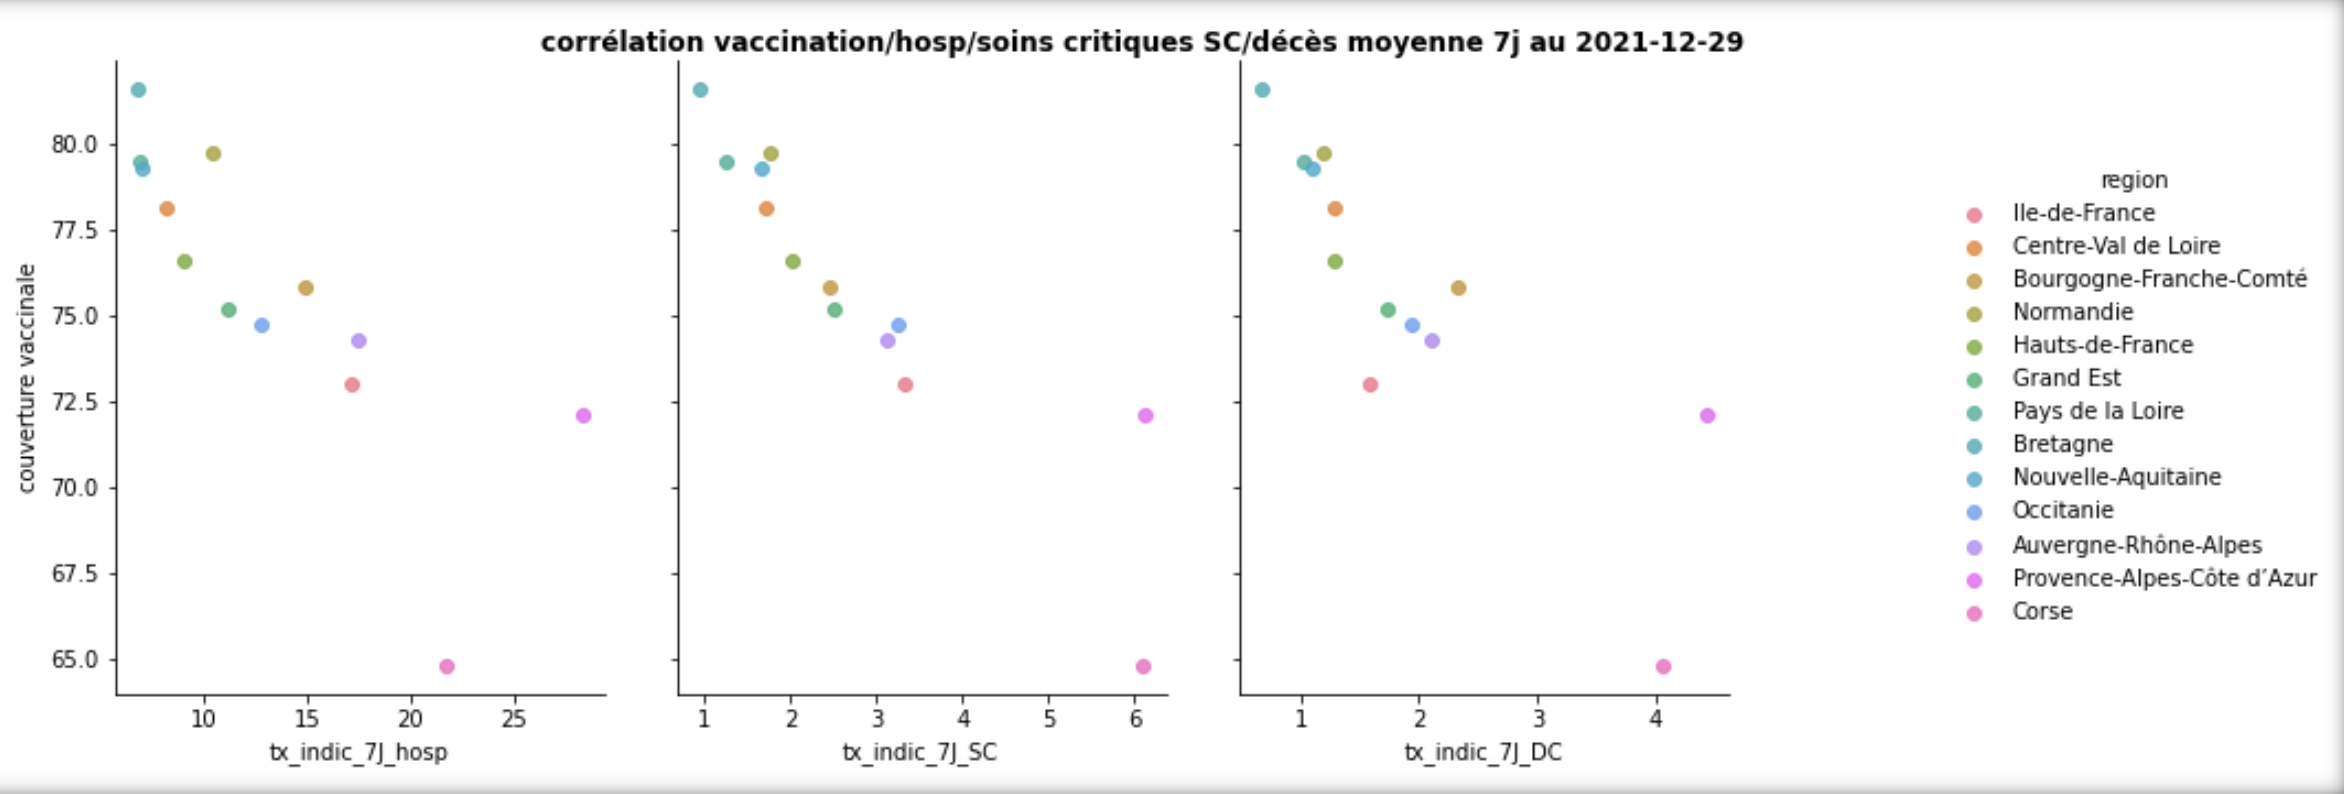 corrélation vaccination/hosp/soins critiques SC/décès moyenne 7j au 2021-12-29
couverture vaccinale
80.0
77.5
75.0
72.5
70.0
67.5
65.0
10 15 20 25
tx_indic_7J_hosp
1 2 3 4 5 6
tx_indic_7J_SC
1 2 3 4
tx_indic_7J_DC
region
Ile-de-France
Centre-Val de Loire
Bourgogne-Franche-Comté
Normandie
Hauts-de-France
Grand Est
Pays de la Loire
Bretagne
Nouvelle-Aquitaine
Occitanie
Auvergne-Rhône-Alpes
Provence-Alpes-Côte d’Azur
Corse